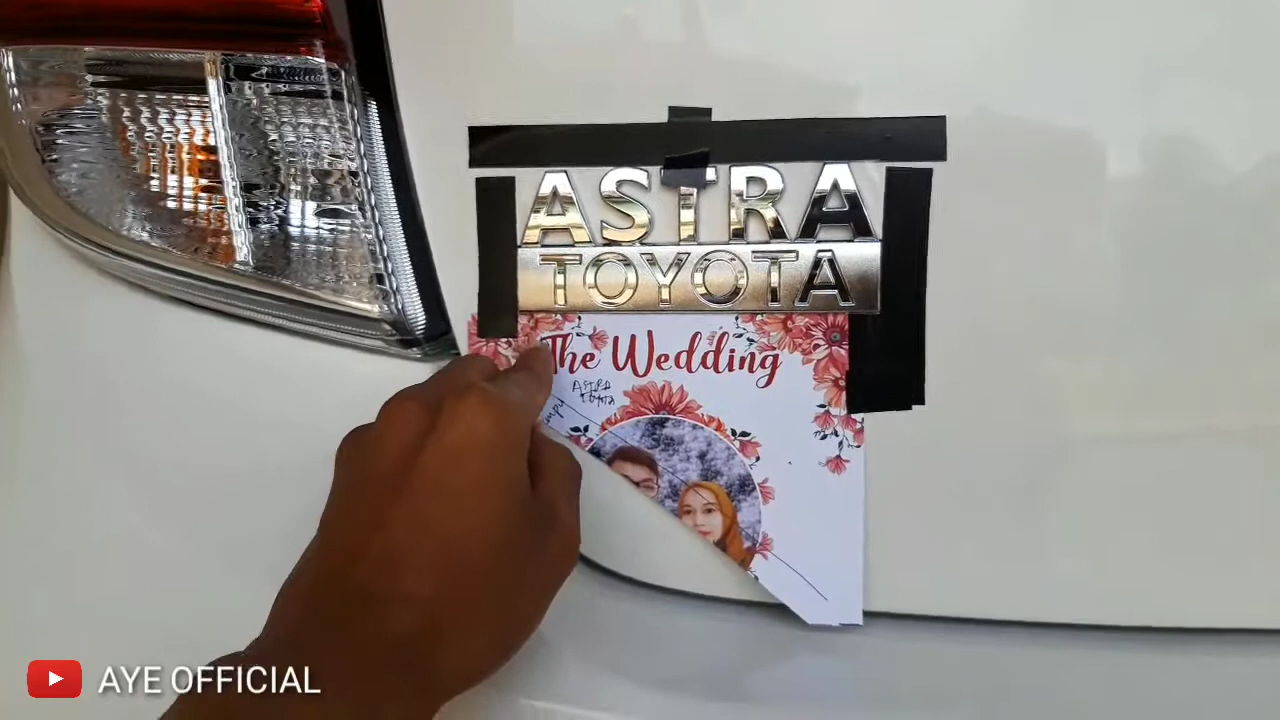 ASTRA
TOYOTA
The Wedding
ASTRA
TOYOTA
AYE OFFICIAL